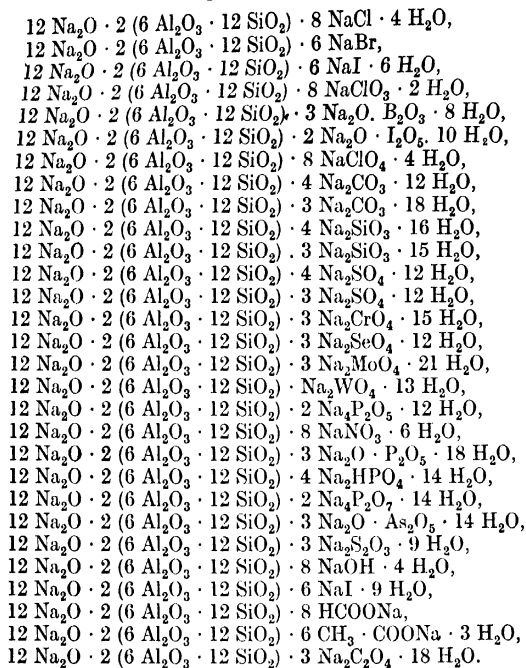 12 Na₂O · 2 (6 Al₂O₃ · 12 SiO₂) · 8 NaCl · 4 H₂O,
12 Na₂O · 2 (6 Al₂O₃ · 12 SiO₂) · 6 NaBr,
12 Na₂O · 2 (6 Al₂O₃ · 12 SiO₂) · 6 NaI · 6 H₂O,
12 Na₂O · 2 (6 Al₂O₃ · 12 SiO₂) · 8 NaClO₃ · 2 H₂O,
12 Na₂O · 2 (6 Al₂O₃ · 12 SiO₂) · 3 Na₂O. B₂O₃ · 8 H₂O,
12 Na₂O · 2 (6 Al₂O₃ · 12 SiO₂) · 2 Na₂O · I₂O₅. 10 H₂O,
12 Na₂O · 2 (6 Al₂O₃ · 12 SiO₂) · 8 NaClO₄ · 4 H₂O,
12 Na₂O · 2 (6 Al₂O₃ · 12 SiO₂) · 4 Na₂CO₃ · 12 H₂O,
12 Na₂O · 2 (6 Al₂O₃ · 12 SiO₂) · 3 Na₂CO₃ · 18 H₂O,
12 Na₂O · 2 (6 Al₂O₃ · 12 SiO₂) · 4 Na₂SiO₃ · 16 H₂O,
12 Na₂O · 2 (6 Al₂O₃ · 12 SiO₂) . 3 Na₂SiO₃ · 15 H₂O,
12 Na₂O · 2 (6 Al₂O₃ · 12 SiO₂) · 4 Na₂SO₄ · 12 H₂O,
12 Na₂O · 2 (6 Al₂O₃ · 12 SiO₂) · 3 Na₂SO₄ · 12 H₂O,
12 Na₂O · 2 (6 Al₂O₃ · 12 SiO₂) · 3 Na₂CrO₄ · 15 H₂O,
12 Na₂O · 2 (6 Al₂O₃ · 12 SiO₂) · 3 Na₂SeO₄ · 12 H₂O,
12 Na₂O · 2 (6 Al₂O₃ · 12 SiO₂) · 3 Na₂MoO₄ · 21 H₂O,
12 Na₂O · 2 (6 Al₂O₃ · 12 SiO₂) · Na₂WO₄ · 13 H₂O,
12 Na₂O · 2 (6 Al₂O₃ · 12 SiO₂) · 2 Na₄P₂O₅ · 12 H₂O,
12 Na₂O · 2 (6 Al₂O₃ · 12 SiO₂) · 8 NaNO₃ · 6 H₂O,
12 Na₂O · 2 (6 Al₂O₃ · 12 SiO₂) · 3 Na₂O · P₂O₅ · 18 H₂O,
12 Na₂O · 2 (6 Al₂O₃ · 12 SiO₂) · 4 Na₂HPO₄ · 14 H₂O,
12 Na₂O · 2 (6 Al₂O₃ · 12 SiO₂) · 2 Na₄P₂O₇ · 14 H₂O,
12 Na₂O · 2 (6 Al₂O₃ · 12 SiO₂) · 3 Na₂O · As₂O₅ · 14 H₂O,
12 Na₂O · 2 (6 Al₂O₃ · 12 SiO₂) · 3 Na₂S₂O₃ · 9 H₂O,
12 Na₂O · 2 (6 Al₂O₃ · 12 SiO₂) · 8 NaOH · 4 H₂O,
12 Na₂O · 2 (6 Al₂O₃ · 12 SiO₂) · 6 NaI · 9 H₂O,
12 Na₂O · 2 (6 Al₂O₃ · 12 SiO₂) · 8 HCOONa,
12 Na₂O · 2 (6 Al₂O₃ · 12 SiO₂) · 6 CH₃ · COONa · 3 H₂O,
12 Na₂O · 2 (6 Al₂O₃ · 12 SiO₂) · 3 Na₂C₂O₄ · 18 H₂O.